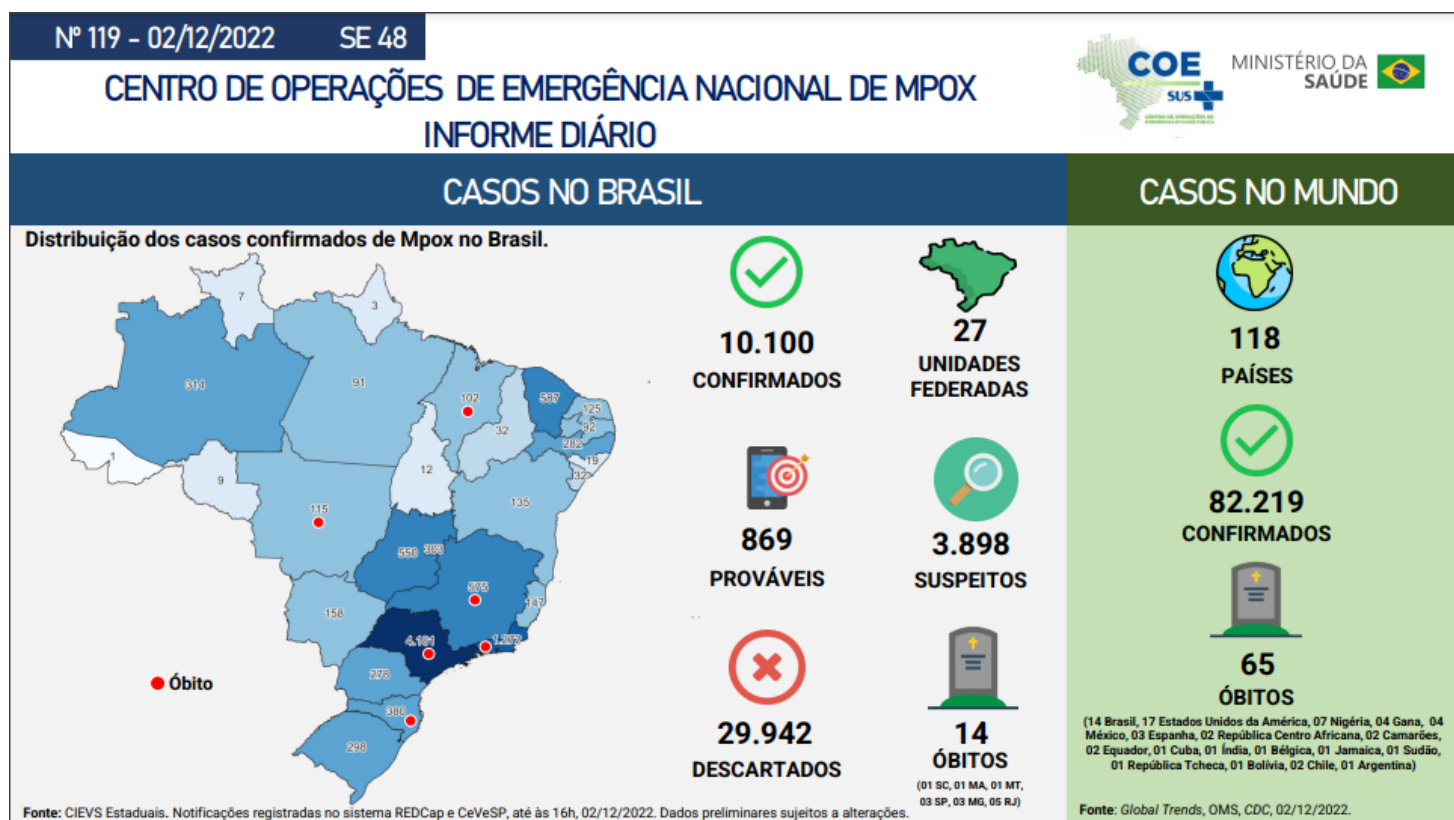 Nº 119 - 02/12/2022 SE 48
CENTRO DE OPERAÇÕES DE EMERGÊNCIA NACIONAL DE MPOX
INFORME DIÁRIO
COE
SUS
MINISTÉRIO DA
SAÚDE
CASOS NO BRASIL
CASOS NO MUNDO
Distribuição dos casos confirmados de Mpox no Brasil.
7
3
314
91
102
32
587
125
92
282
19
32
1
9
12
115
135
550
303
575
147
158
4.181
1.273
278
380
298
Óbito
10.100
CONFIRMADOS
27
UNIDADES
FEDERADAS
869
PROVÁVEIS
3.898
SUSPEITOS
29.942
DESCARTADOS
14
ÓBITOS
(01 SC, 01 MA, 01 MT,
03 SP, 03 MG, 05 RJ)
118
PAÍSES
82.219
CONFIRMADOS
65
ÓBITOS
(14 Brasil, 17 Estados Unidos da América, 07 Nigéria, 04 Gana, 04
México, 03 Espanha, 02 República Centro Africana, 02 Camarões,
02 Equador, 01 Cuba, 01 Índia, 01 Bélgica, 01 Jamaica, 01 Sudão,
01 República Tcheca, 01 Bolívia, 02 Chile, 01 Argentina)
Fonte: CIEVS Estaduais. Notificações registradas no sistema REDCap e CeVeSP, até às 16h, 02/12/2022. Dados preliminares sujeitos a alterações.
Fonte: Global Trends, OMS, CDC, 02/12/2022.